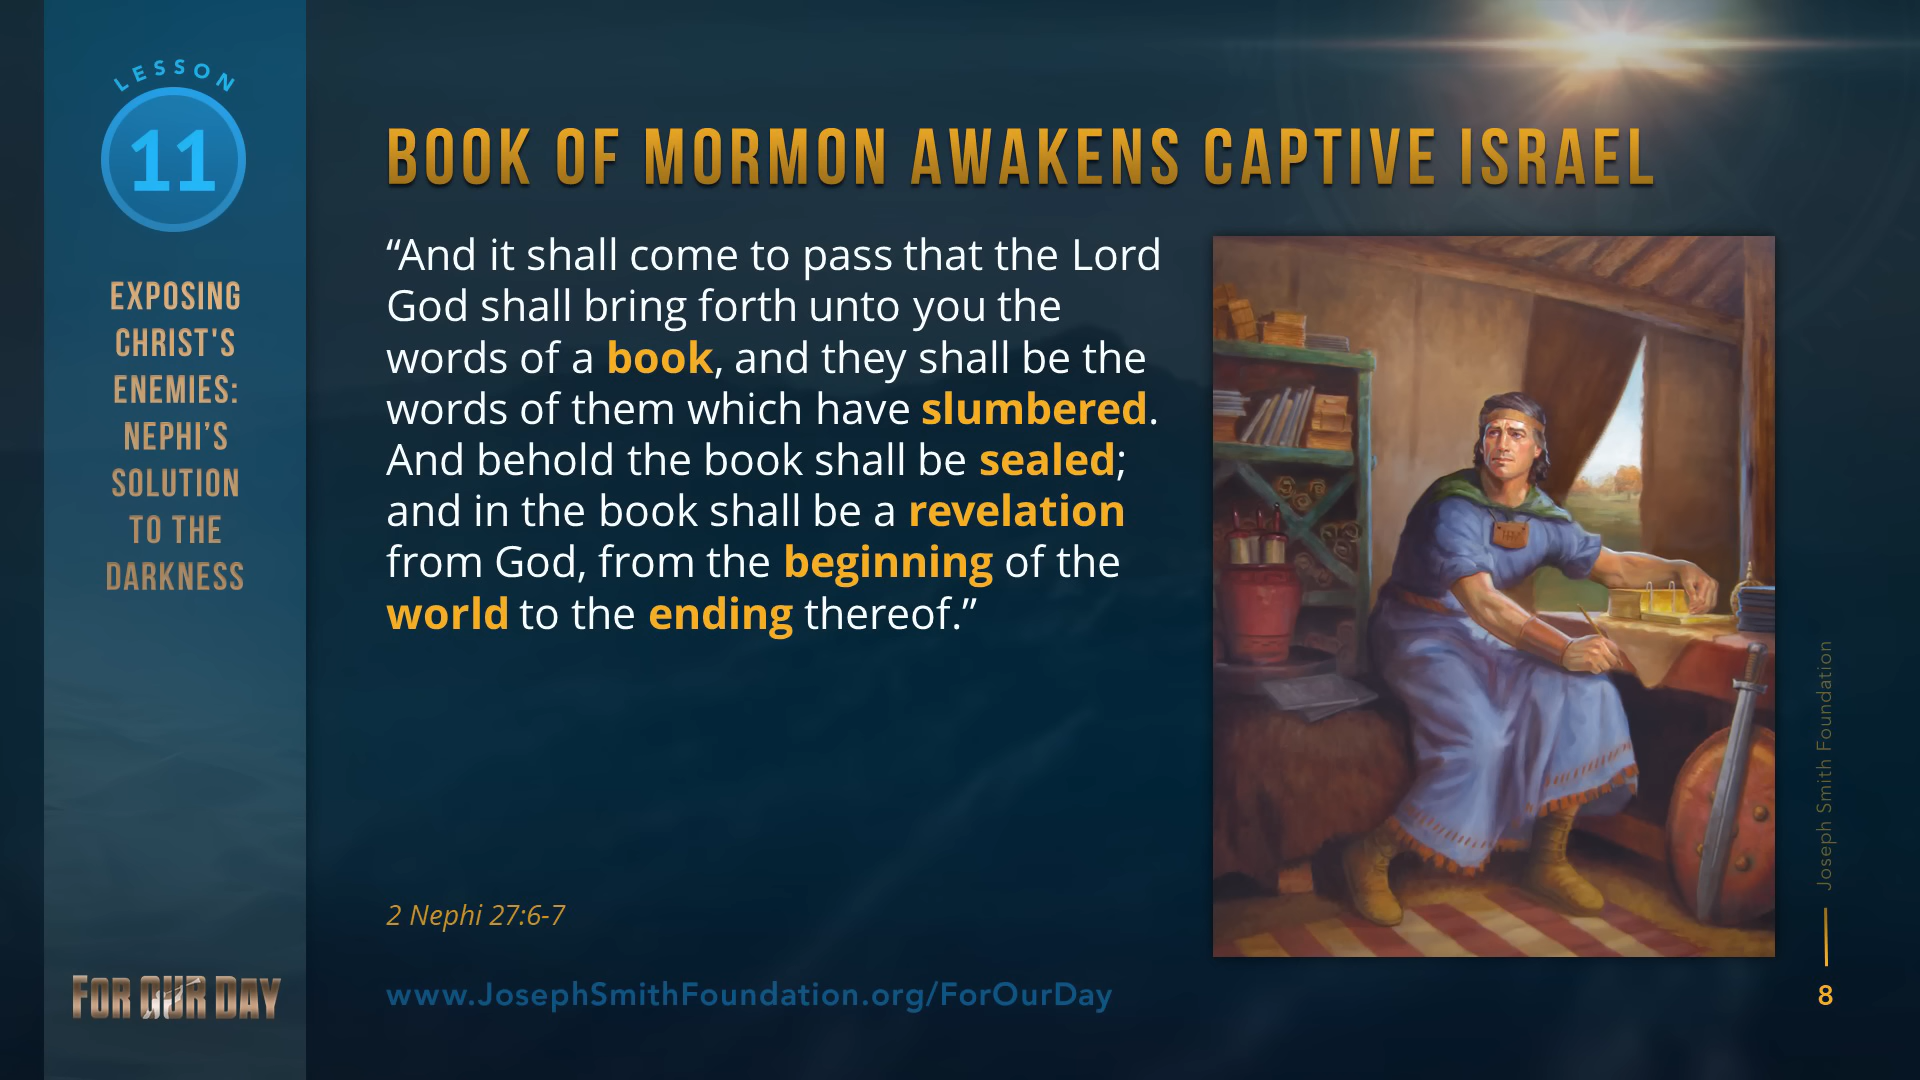 LESSON
11
EXPOSING
CHRIST'S
ENEMIES:
NEPHI’S
SOLUTION
TO THE
DARKNESS
FOR OUR DAY
BOOK OF MORMON AWAKENS CAPTIVE ISRAEL
“And it shall come to pass that the Lord
God shall bring forth unto you the
words of a book, and they shall be the
words of them which have slumbered.
And behold the book shall be sealed;
and in the book shall be a revelation
from God, from the beginning of the
world to the ending thereof.”
2 Nephi 27:6-7
www.JosephSmithFoundation.org/ForOurDay
Joseph Smith Foundation
8